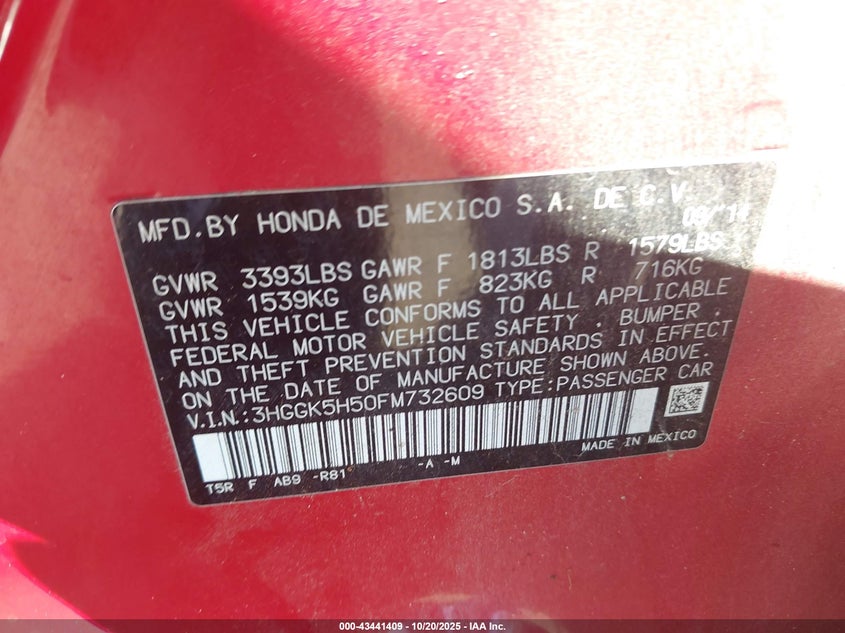 MFD.BY HONDA DE MEXICO S.A. DE C.V
GVWR 3393LBS GAWR F 1813LBS R 1579LBS
GVWR 1539KG GAWR F 823KG R 716KG
THIS VEHICLE CONFORMS TO ALL APPLICABLE
FEDERAL MOTOR VEHICLE SAFETY , BUMPER ,
AND THEFT PREVENTION STANDARDS IN EFFECT
ON THE DATE OF MANUFACTURE SHOWN ABOVE.
V.I.N.:3HGGK5H50FM732609 TYPE:PASSENGER CAR
MADE IN MEXICO
T5R F AB9 -R81 -A -M
000-43441409 | 10/20/2025 | IAA Inc.